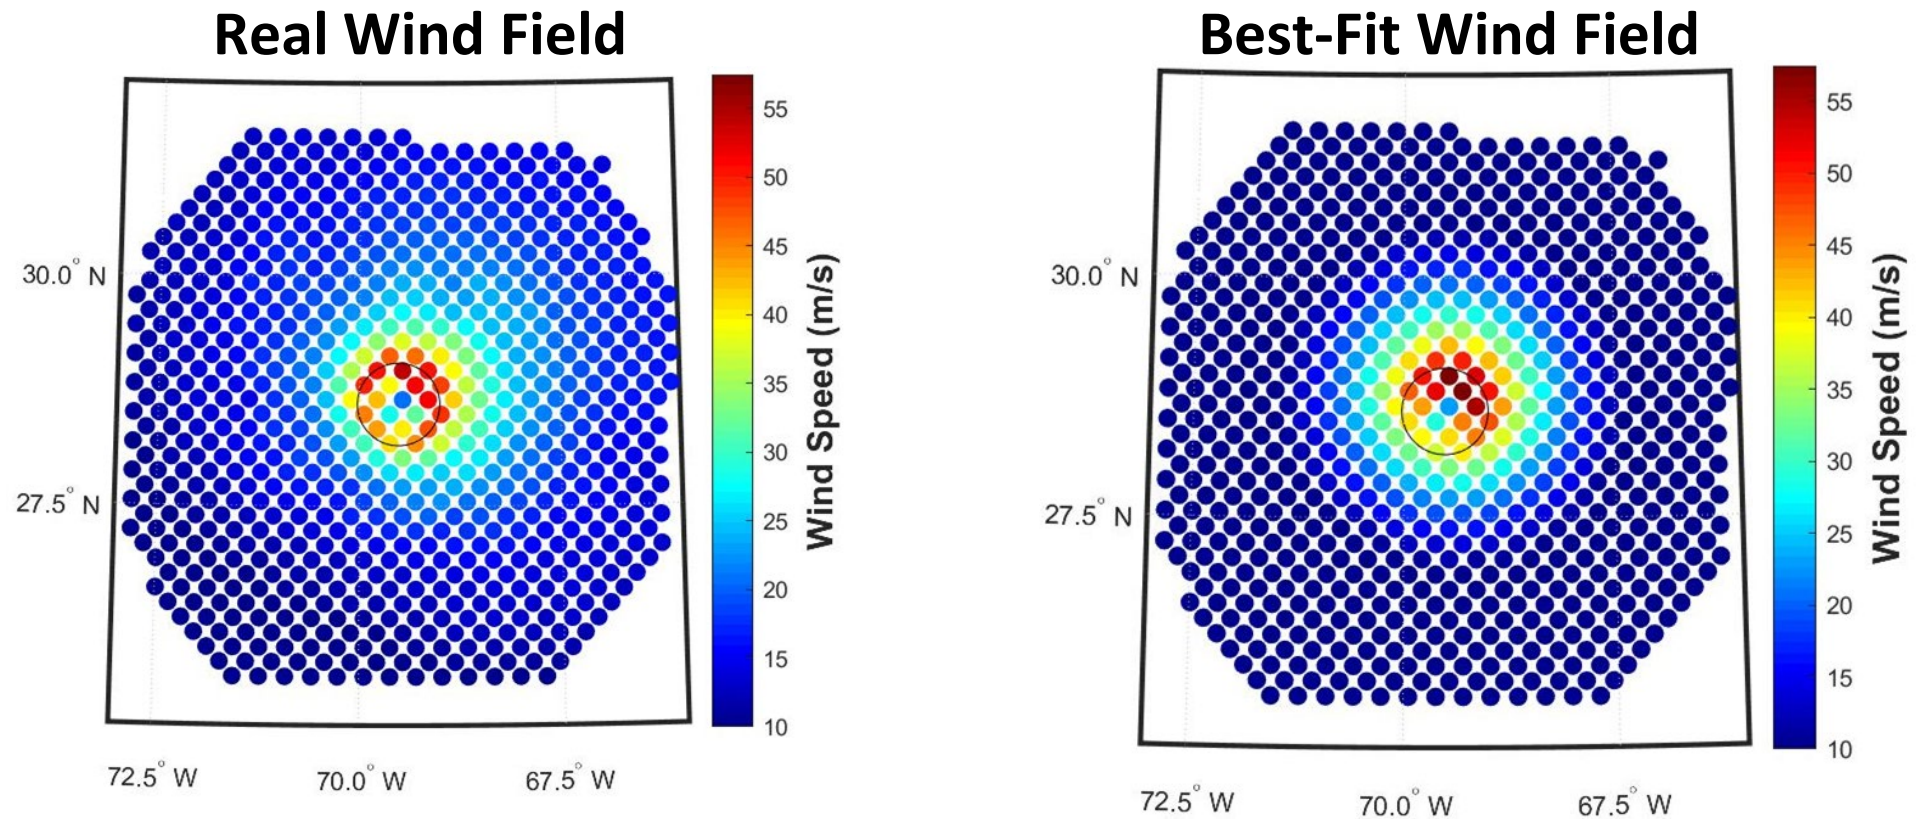 Real Wind Field
Best-Fit Wind Field
30.0° N
27.5° N
72.5° W
70.0° W
67.5° W
55
50
45
40
35
30
25
20
15
10
Wind Speed (m/s)
30.0° N
27.5° N
72.5° W
70.0° W
67.5° W
55
50
45
40
35
30
25
20
15
10
Wind Speed (m/s)